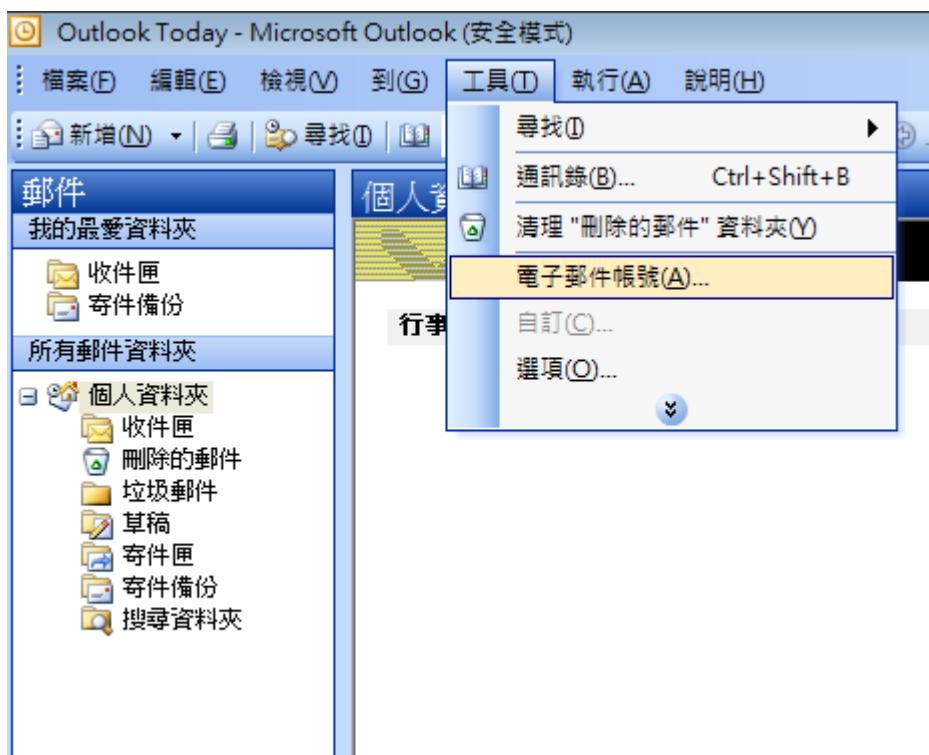 Outlook Today - Microsoft Outlook (安全模式)
檔案(F) 編輯(E) 檢視(V) 到(G) 工具(T) 執行(A) 說明(H)
新增(N) 尋找(I)
尋找(I)
通訊錄(B)... Ctrl+Shift+B
清理 "刪除的郵件" 資料夾(Y)
電子郵件帳號(A)...
自訂(C)...
選項(O)...
郵件
我的最愛資料夾
收件匣
寄件備份
所有郵件資料夾
個人資料夾
收件匣
刪除的郵件
垃圾郵件
草稿
寄件匣
寄件備份
搜尋資料夾
個人
行事